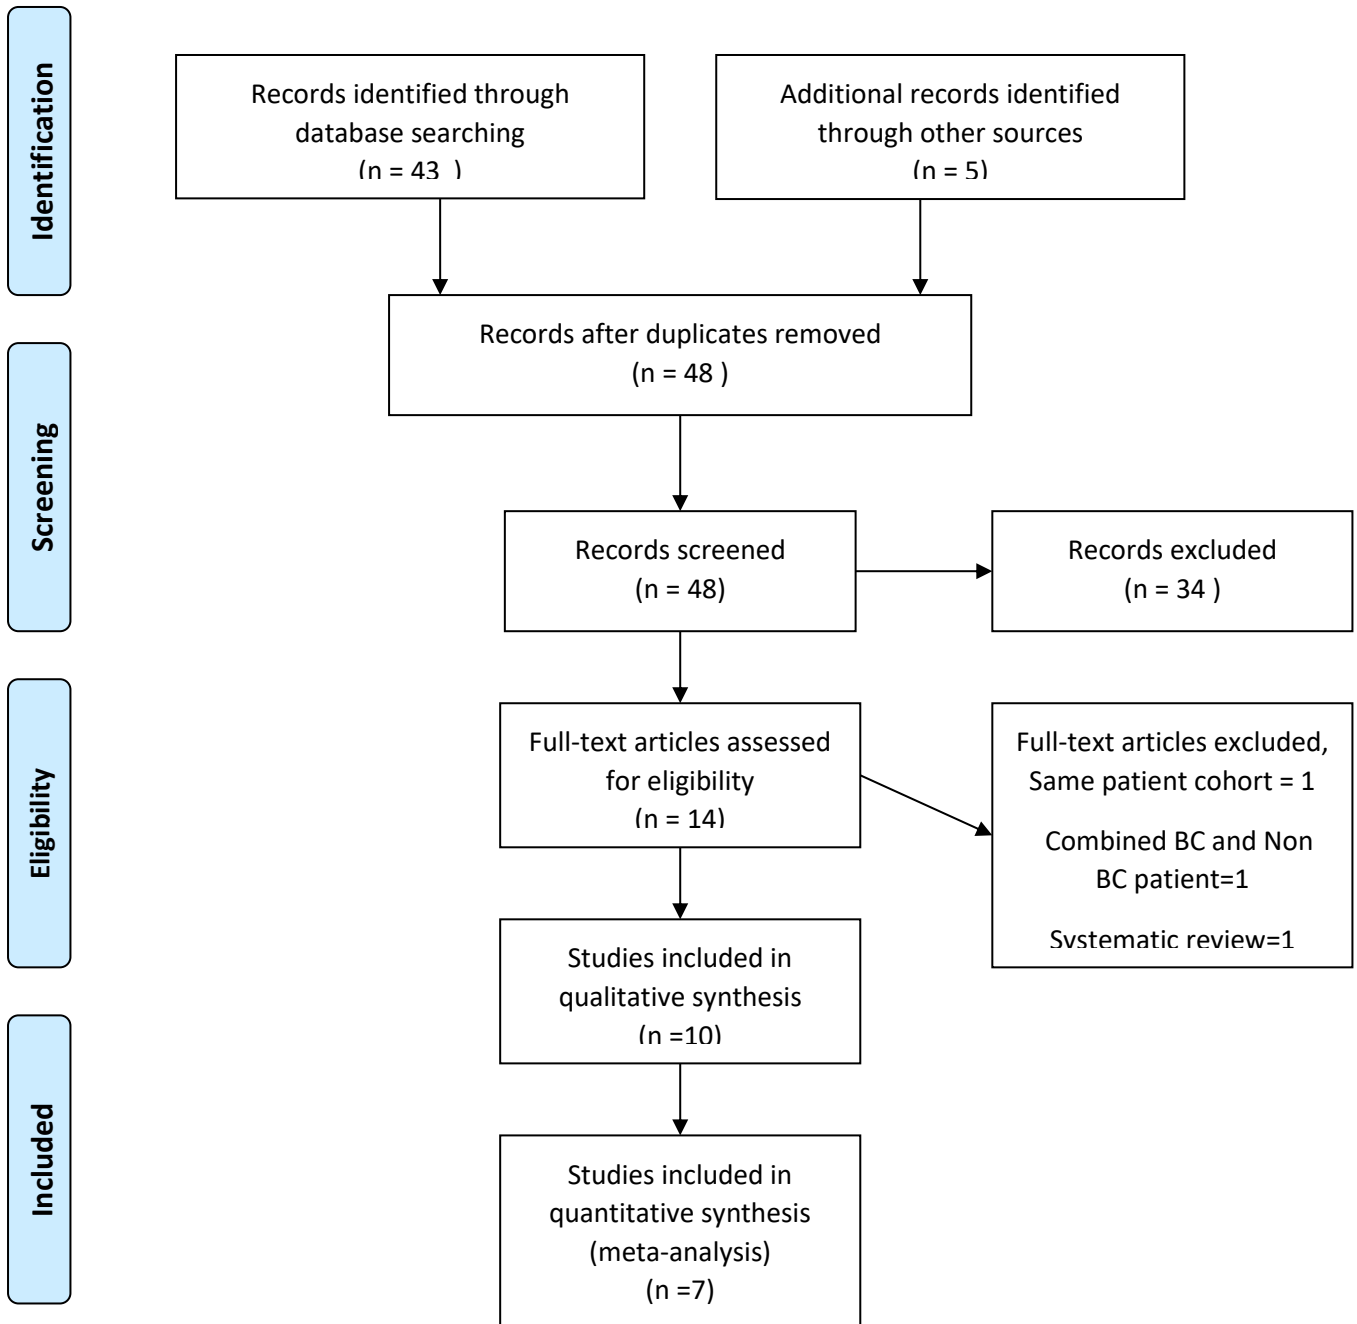 Identification
Records identified through
database searching
(n = 43  )
Additional records identified
through other sources
(n = 5)
Records after duplicates removed
(n = 48 )
Screening
Records screened
(n = 48)
Records excluded
(n = 34 )
Eligibility
Full-text articles assessed
for eligibility
(n = 14)
Full-text articles excluded,
Same patient cohort = 1
Combined BC and Non
BC patient=1
Systematic review=1
Studies included in
qualitative synthesis
(n =10)
Included
Studies included in
quantitative synthesis
(meta-analysis)
(n =7)